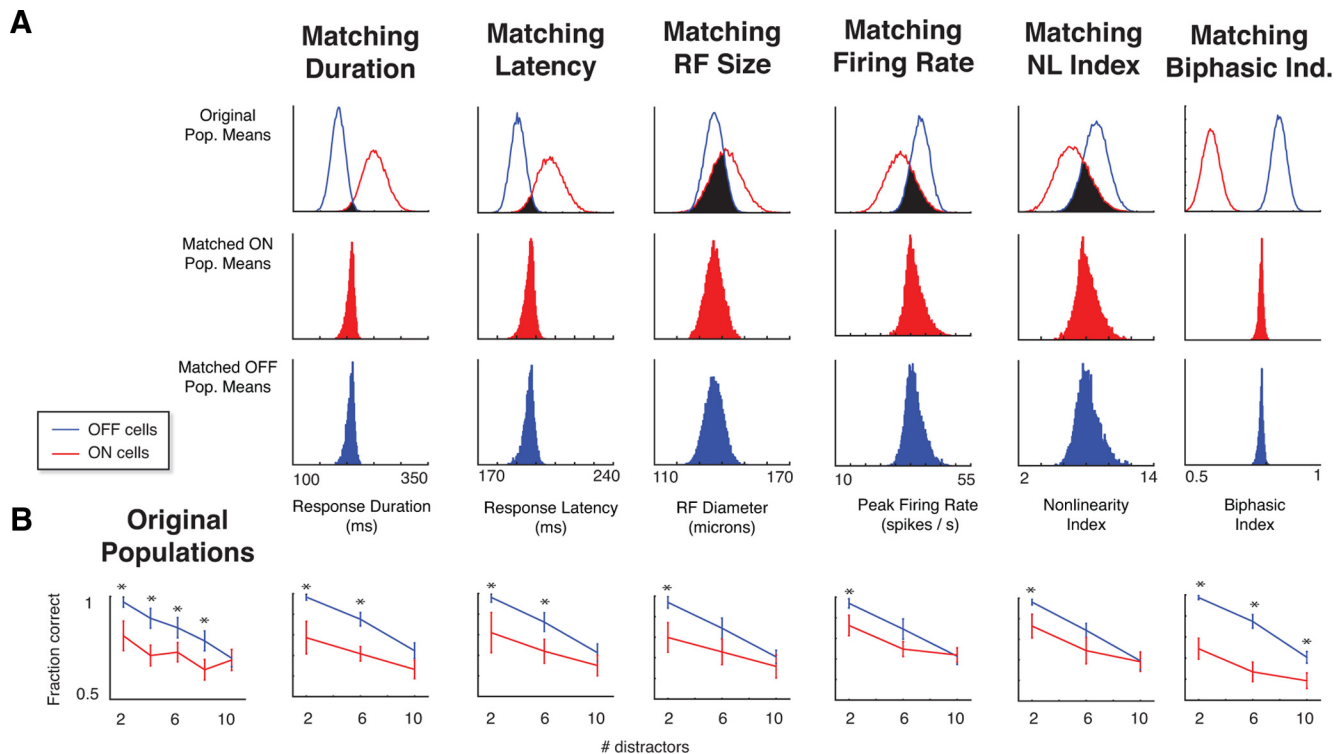 A
Matching
Duration
Matching
Latency
Matching
RF Size
Matching
Firing Rate
Matching
NL Index
Matching
Biphasic Ind.
Original
Pop. Means
Matched ON
Pop. Means
Matched OFF
Pop. Means
OFF cells
ON cells
100 350
Response Duration
(ms)
170 240
Response Latency
(ms)
110 170
RF Diameter
(microns)
10 55
Peak Firing Rate
(spikes / s)
2 14
Nonlinearity
Index
0.5 1
Biphasic
Index
B
Original
Populations
Fraction correct
1
0.5
* * * *
* *
* *
*
*
*
* * *
2 6 10
2 6 10
2 6 10
2 6 10
2 6 10
2 6 10
2 6 10
# distractors